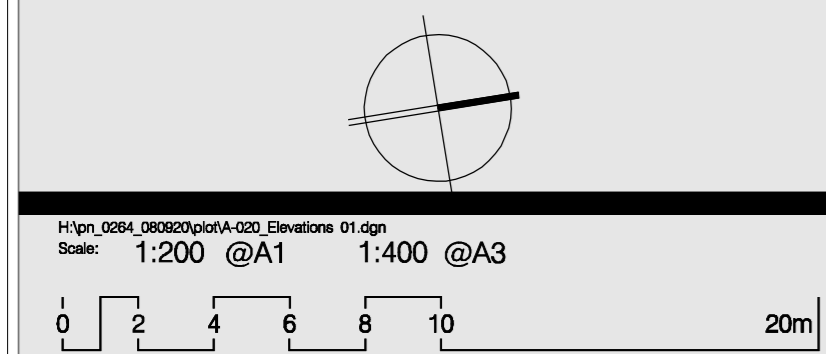 H:\pn_0264_080920\plot\A-020_Elevations 01.dgn
Scale: 1:200 @A1 1:400 @A3
0 2 4 6 8 10 20m